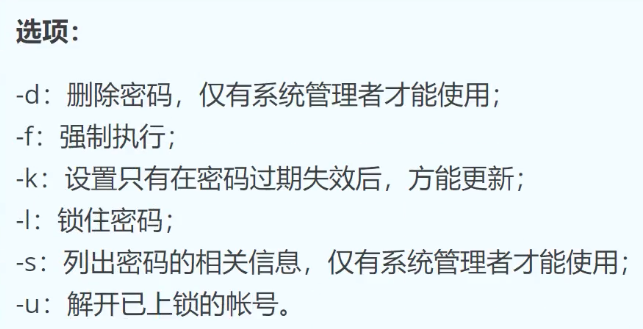 选项：
-d：删除密码，仅有系统管理者才能使用；
-f：强制执行；
-k：设置只有在密码过期失效后，方能更新；
-l：锁住密码；
-s：列出密码的相关信息，仅有系统管理者才能使用；
-u：解开已上锁的帐号。